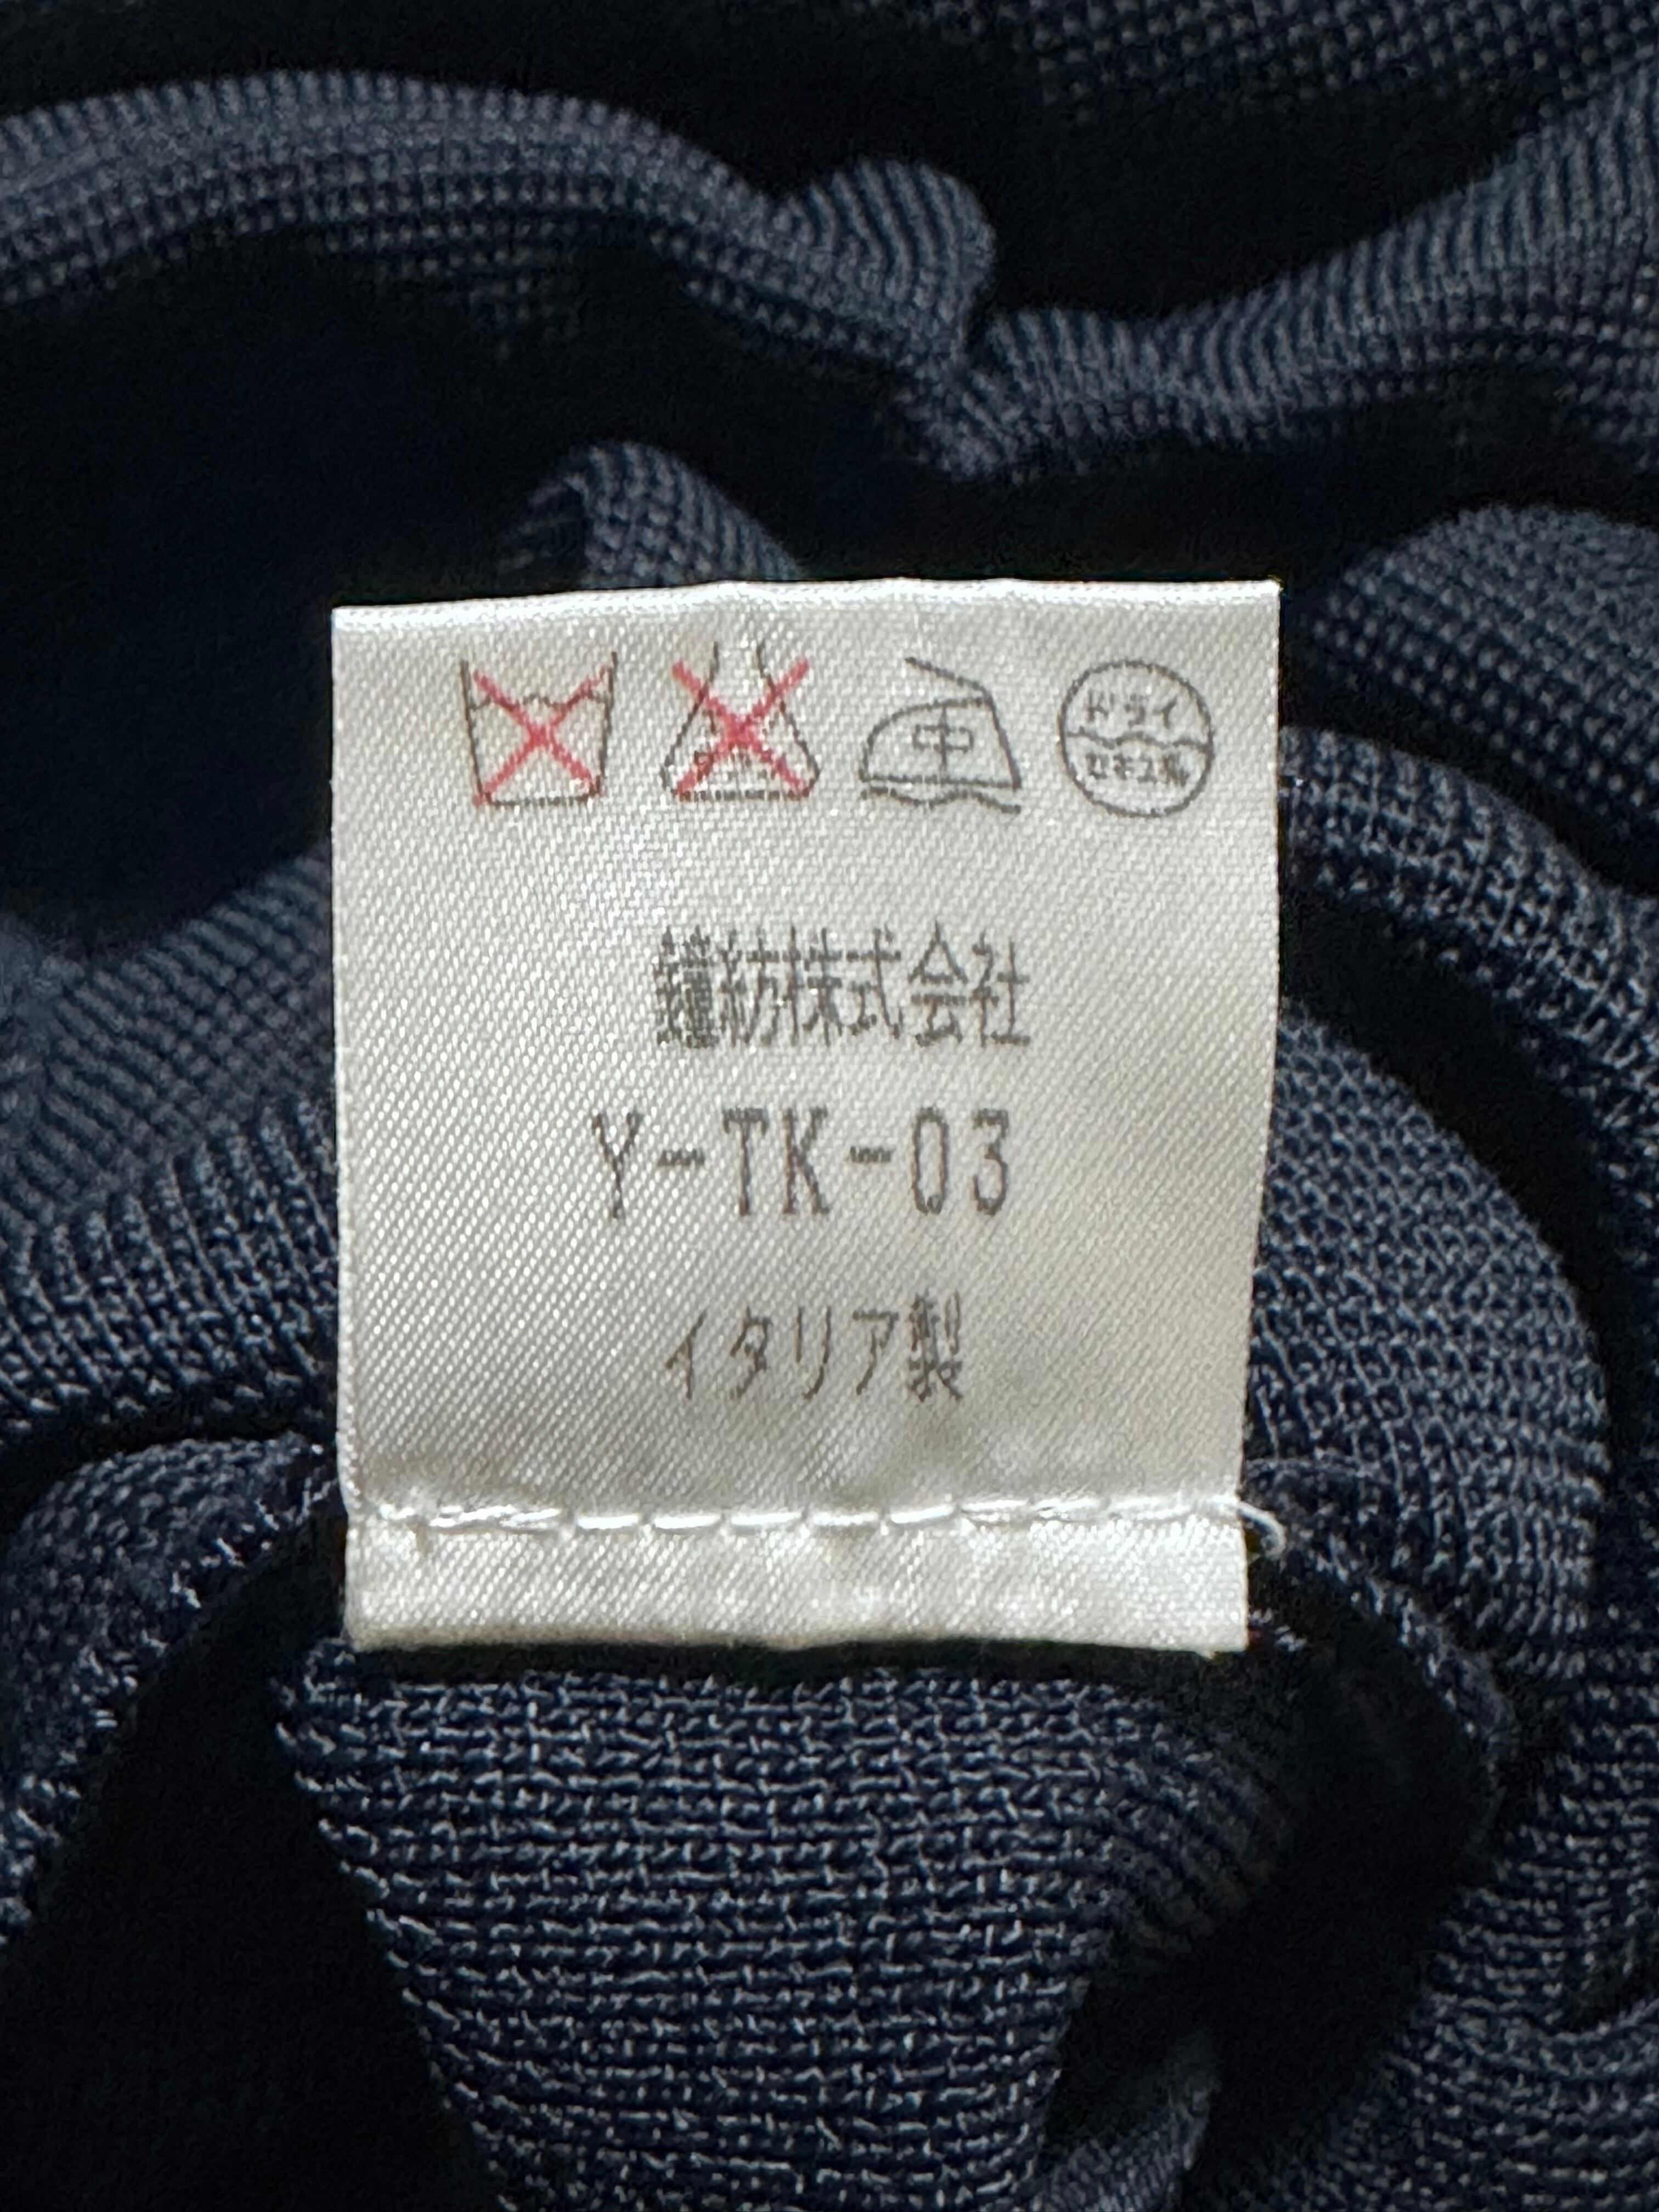 中 ドライ
セキユ系
鐘紡株式会社
Y-TK-03
イタリア製